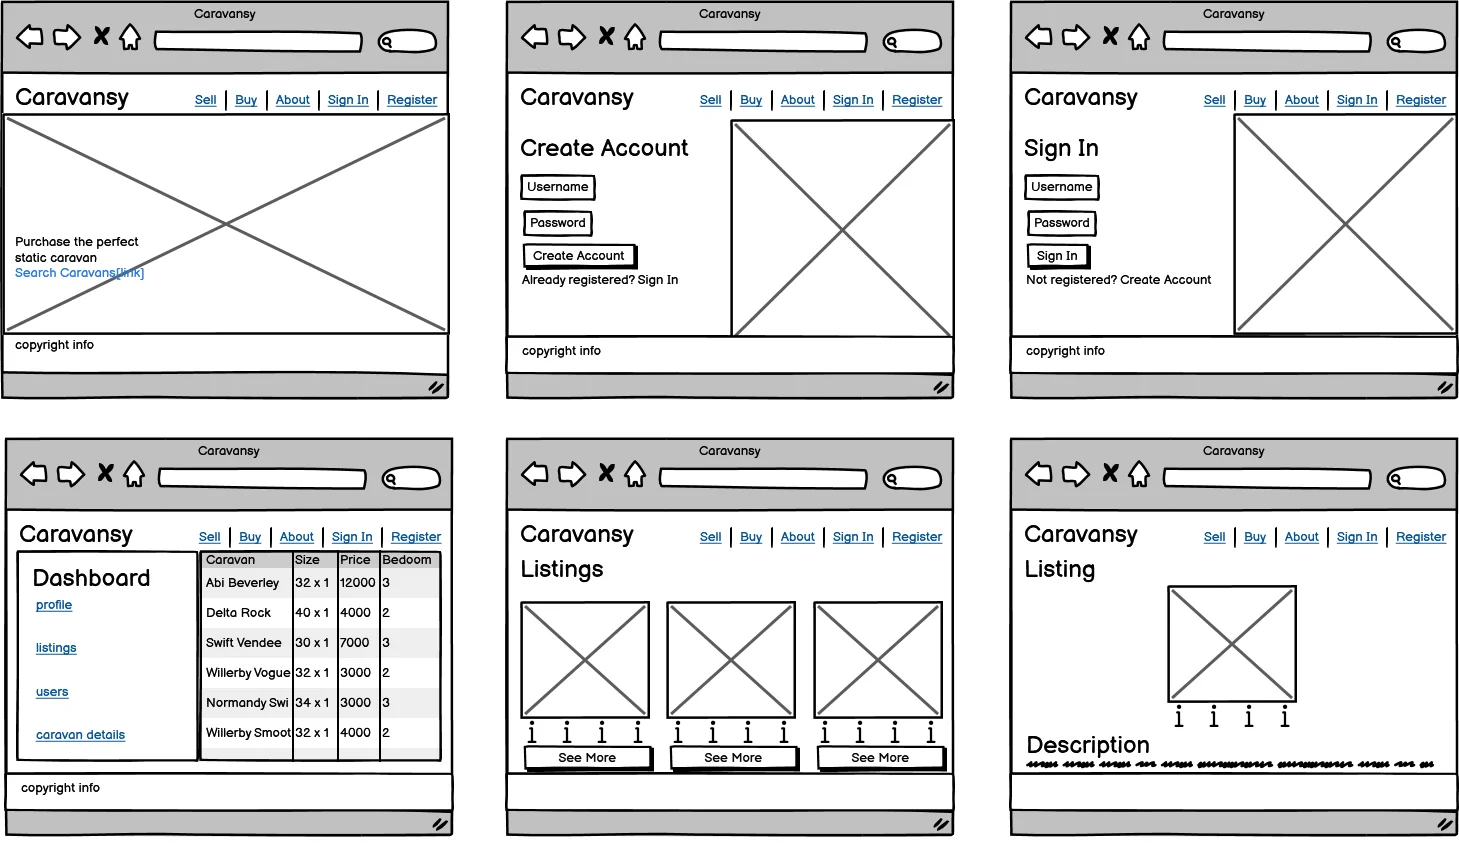 Caravansy
Caravansy
Sell Buy About Sign In Register
Purchase the perfect
static caravan
Search Caravans[link]
copyright info
Caravansy
Caravansy
Sell Buy About Sign In Register
Create Account
Username
Password
Create Account
Already registered? Sign In
copyright info
Caravansy
Caravansy
Sell Buy About Sign In Register
Sign In
Username
Password
Sign In
Not registered? Create Account
copyright info
Caravansy
Caravansy
Sell Buy About Sign In Register
Dashboard
profile
listings
users
caravan details
Caravan Size Price Bedoom
Abi Beverley 32 x 1 12000 3
Delta Rock 40 x 1 4000 2
Swift Vendee 30 x 1 7000 3
Willerby Vogue 32 x 1 3000 2
Normandy Swi 34 x 1 3000 3
Willerby Smoot 32 x 1 4000 2
copyright info
Caravansy
Caravansy
Sell Buy About Sign In Register
Listings
i i i i i i i i i i i i
See More See More See More
Caravansy
Caravansy
Sell Buy About Sign In Register
Listing
i i i i
Description